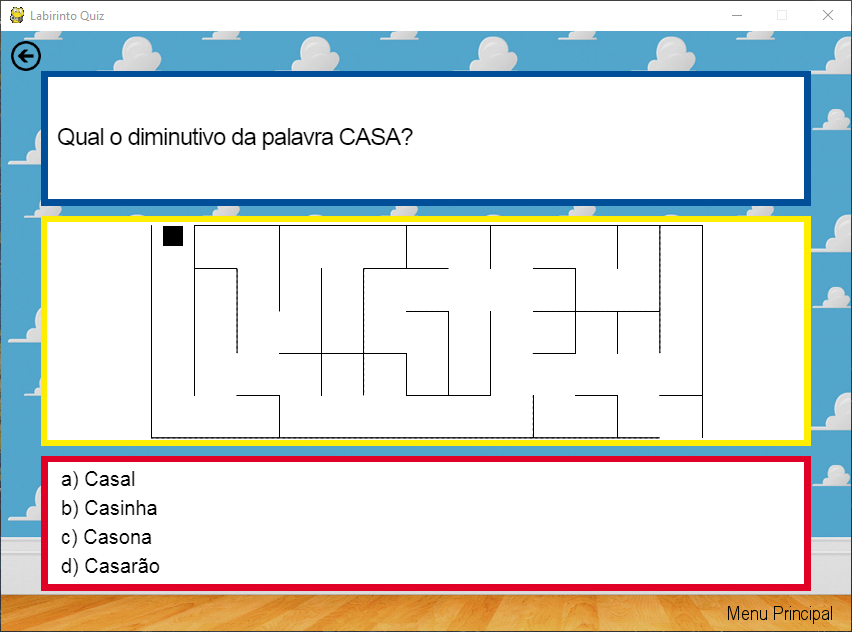 Labirinto Quiz
Qual o diminutivo da palavra CASA?
a) Casal
b) Casinha
c) Casona
d) Casarão
Menu Principal